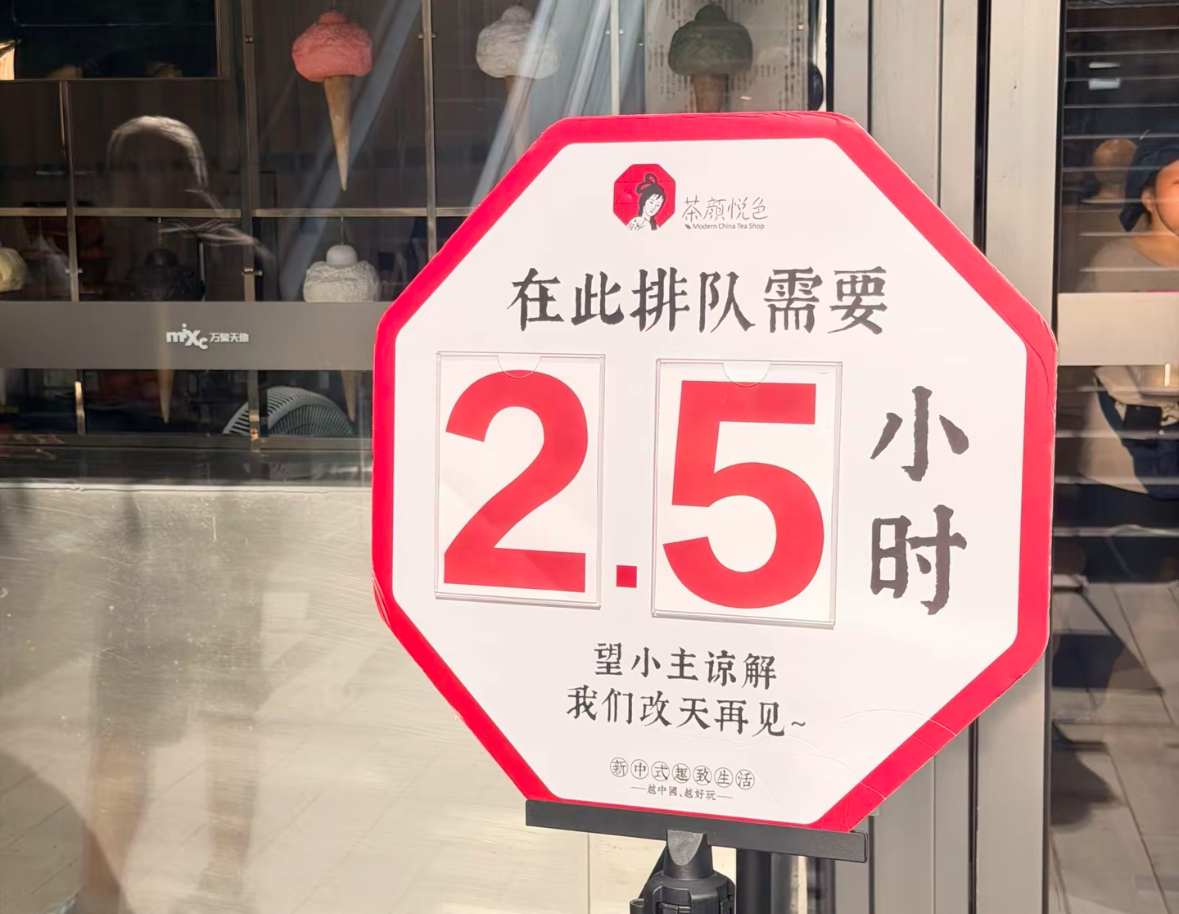 茶颜悦色
Modern China Tea Shop
在此排队需要
2.5
小时
望小主谅解
我们改天再见~
新中式趣致生活
—越中國,越好玩—
mixc 万象天地